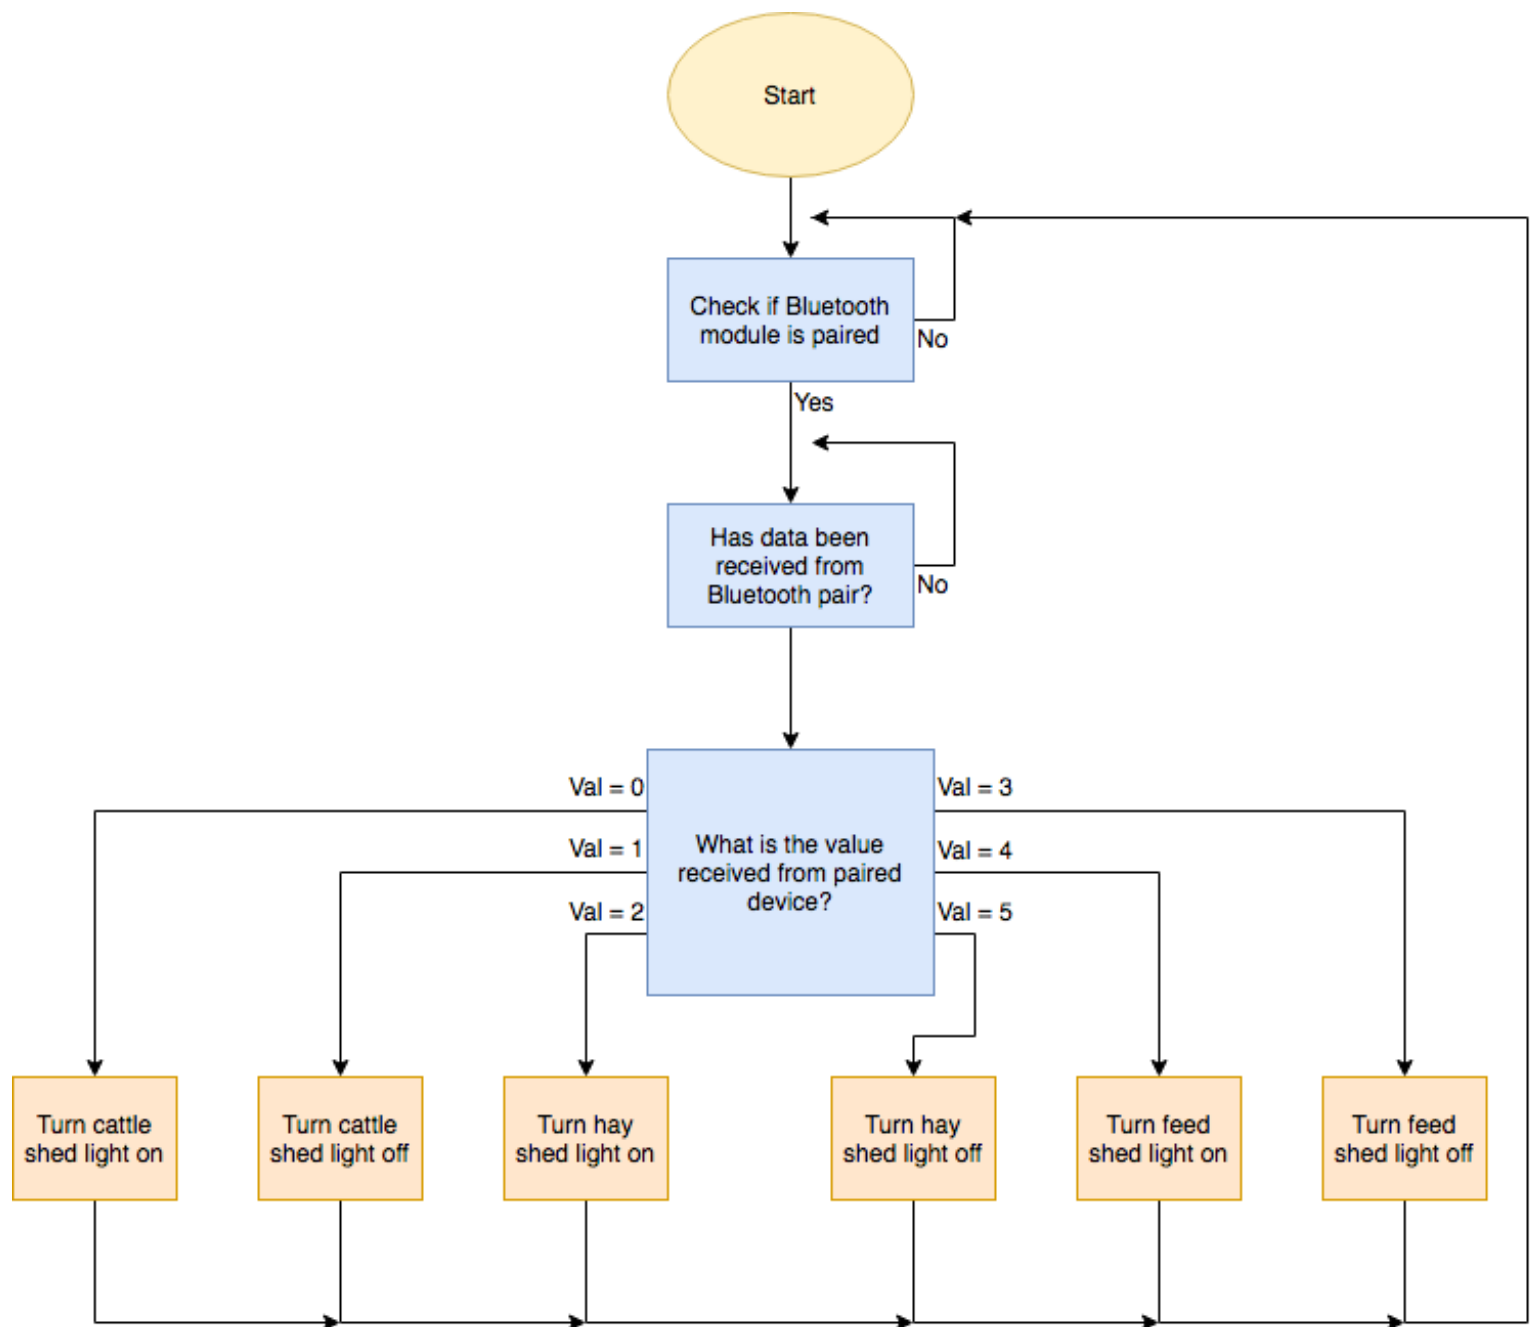 Start
Check if Bluetooth
module is paired
No
Yes
Has data been
received from
Bluetooth pair?
No
Val = 0
Val = 3
Val = 1
What is the value
received from paired
device?
Val = 4
Val = 2
Val = 5
Turn cattle
shed light on
Turn cattle
shed light off
Turn hay
shed light on
Turn hay
shed light off
Turn feed
shed light on
Turn feed
shed light off